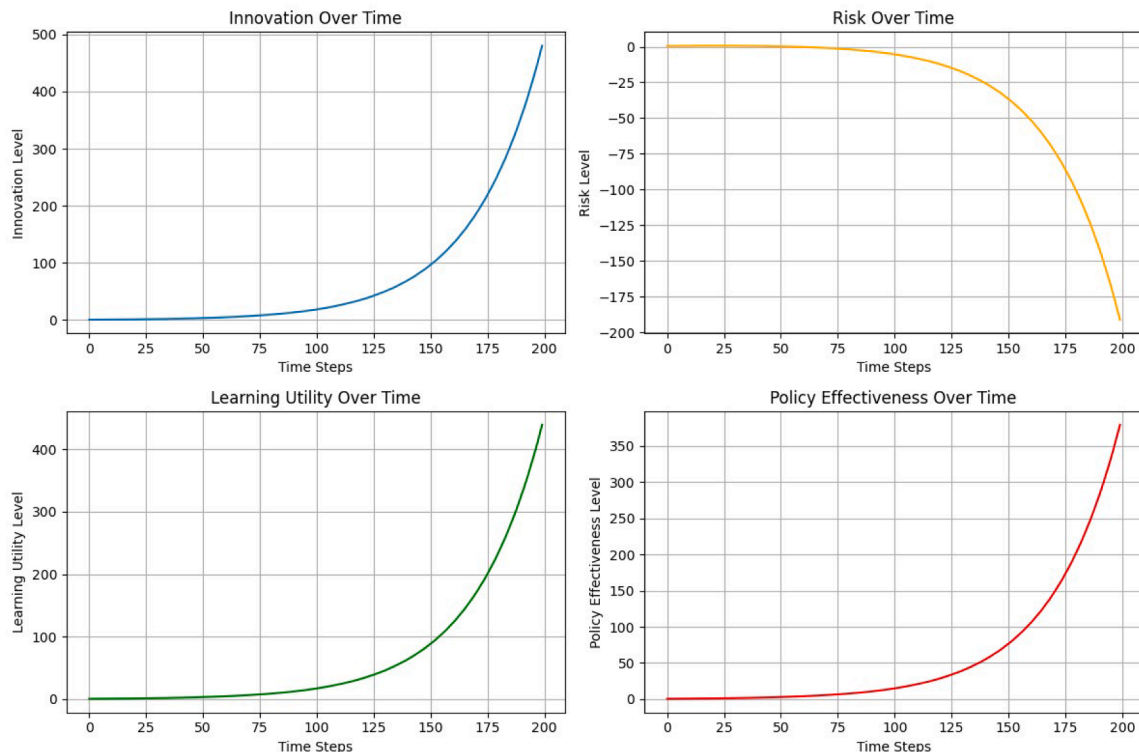 Innovation Over Time
500
400
300
200
100
0
Innovation Level
0 25 50 75 100 125 150 175 200
Time Steps
Risk Over Time
0
−25
−50
−75
−100
−125
−150
−175
−200
Risk Level
0 25 50 75 100 125 150 175 200
Time Steps
Learning Utility Over Time
400
300
200
100
0
Learning Utility Level
0 25 50 75 100 125 150 175 200
Time Steps
Policy Effectiveness Over Time
350
300
250
200
150
100
50
0
Policy Effectiveness Level
0 25 50 75 100 125 150 175 200
Time Steps